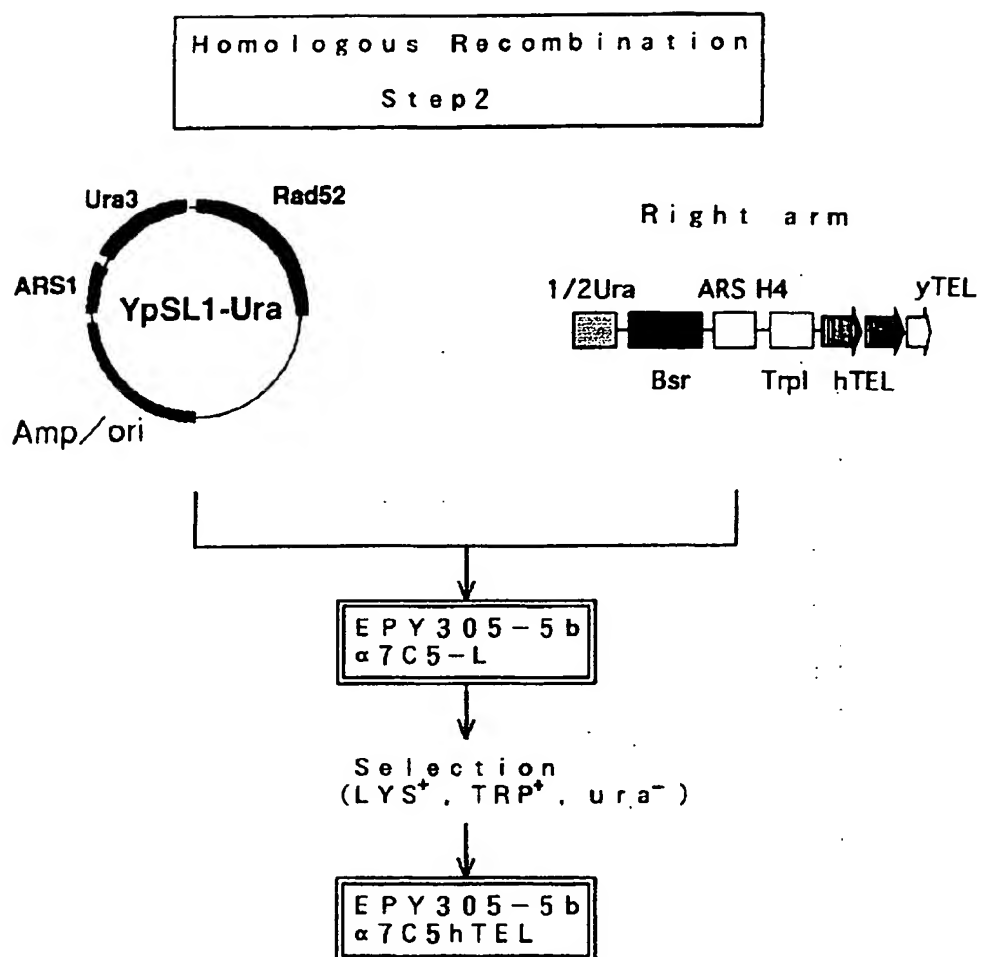 Homologous Recombination
Step2
Ura3
Rad52
ARS1
YpSL1-Ura
Amp/ori
Right arm
1/2Ura
ARS H4
yTEL
Bsr
TrpI
hTEL
EPY305-5b
α7C5-L
Selection
(LYS⁺, TRP⁺, ura⁻)
EPY305-5b
α7C5hTEL